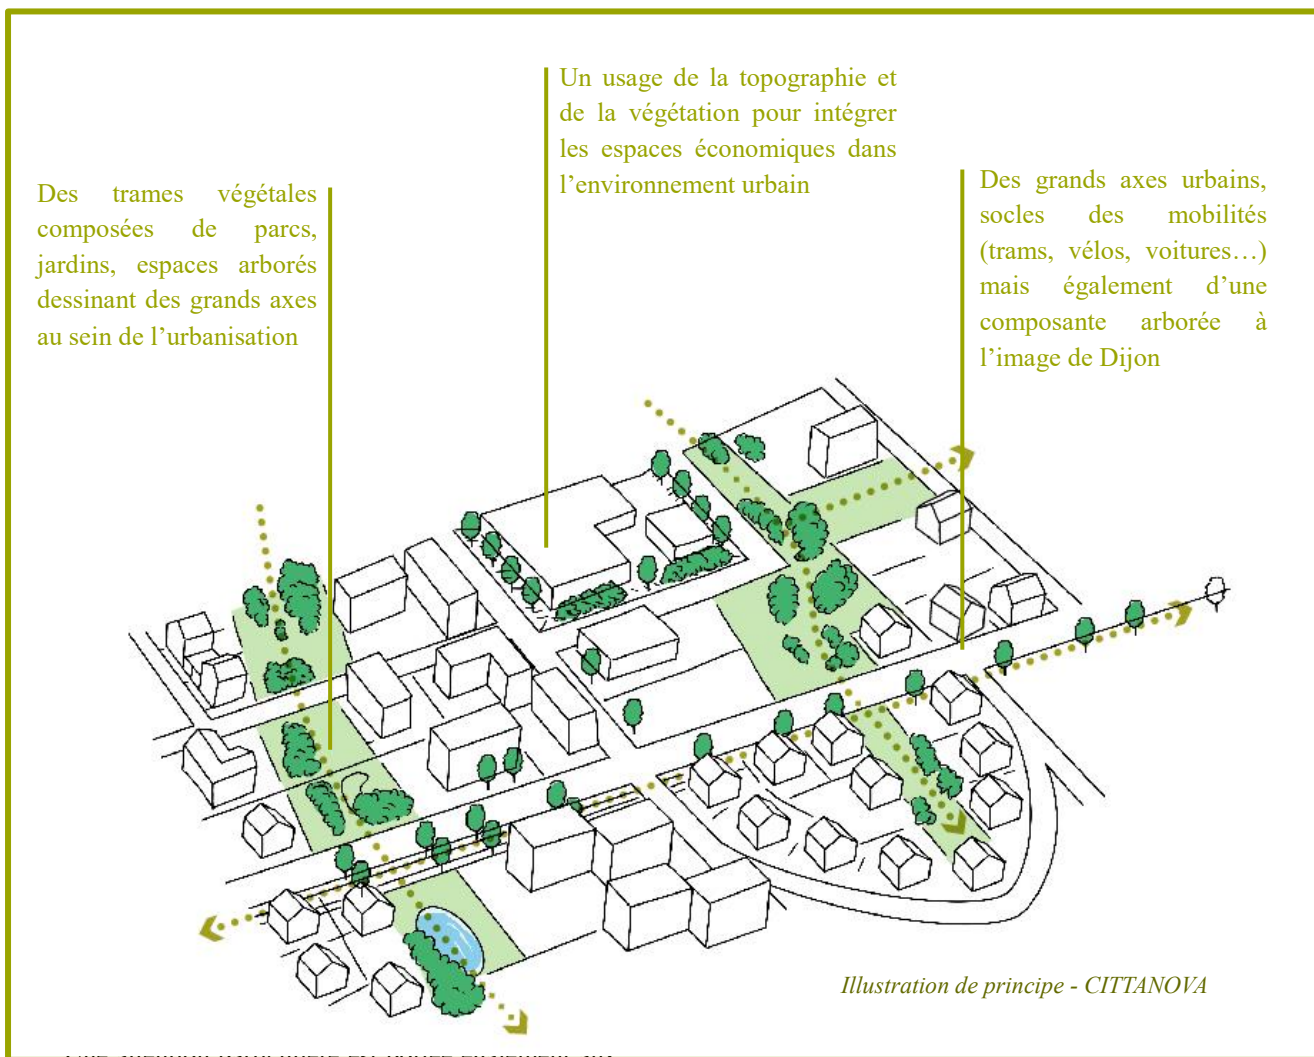 Un usage de la topographie et
de la végétation pour intégrer
les espaces économiques dans
l’environnement urbain
Des trames végétales
composées de parcs,
jardins, espaces arborés
dessinant des grands axes
au sein de l’urbanisation
Des grands axes urbains,
socles des mobilités
(trams, vélos, voitures…)
mais également d’une
composante arborée à
l’image de Dijon
Illustration de principe - CITTANOVA